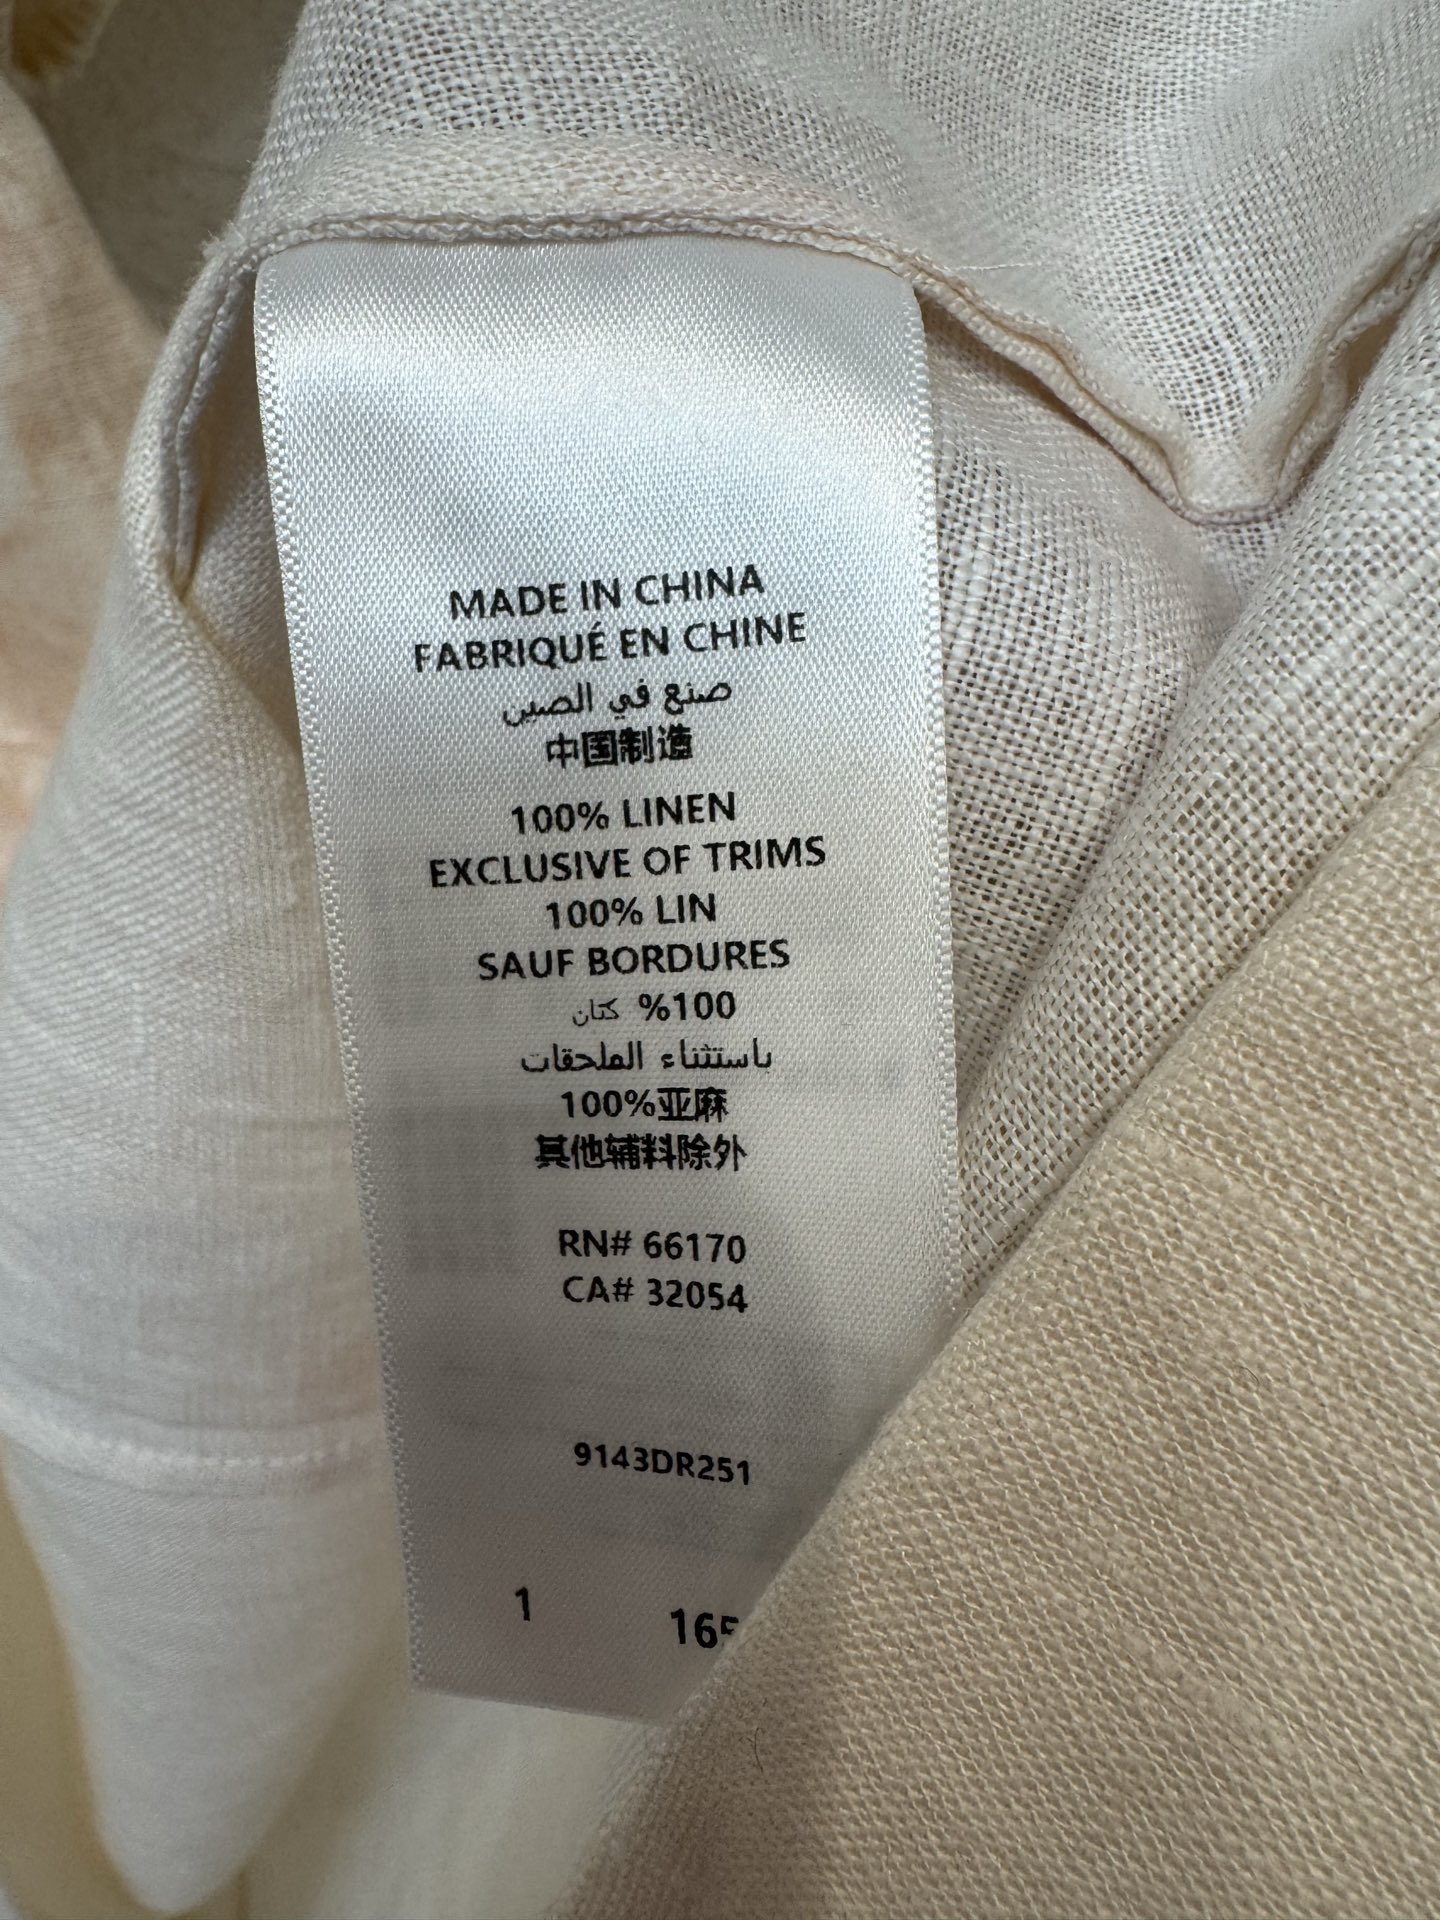 MADE IN CHINA
FABRIQUÉ EN CHINE
صنع في الصين
中国制造
100% LINEN
EXCLUSIVE OF TRIMS
100% LIN
SAUF BORDURES
%100 كتان
باستثناء الملحقات
100%亚麻
其他辅料除外
RN# 66170
CA# 32054
9143DR251
1